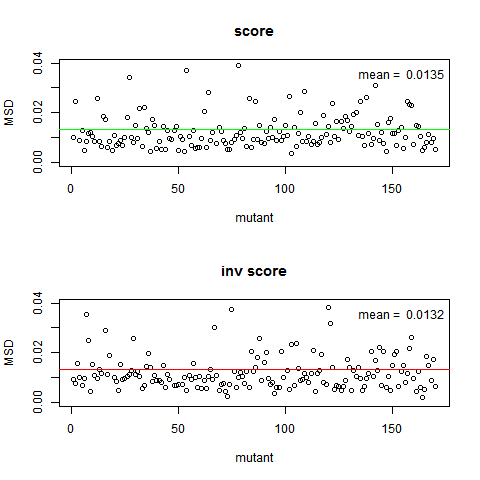 score
mean = 0.0135
MSD
0.04
0.02
0.00
0 50 100 150
mutant
inv score
mean = 0.0132
MSD
0.04
0.02
0.00
0 50 100 150
mutant